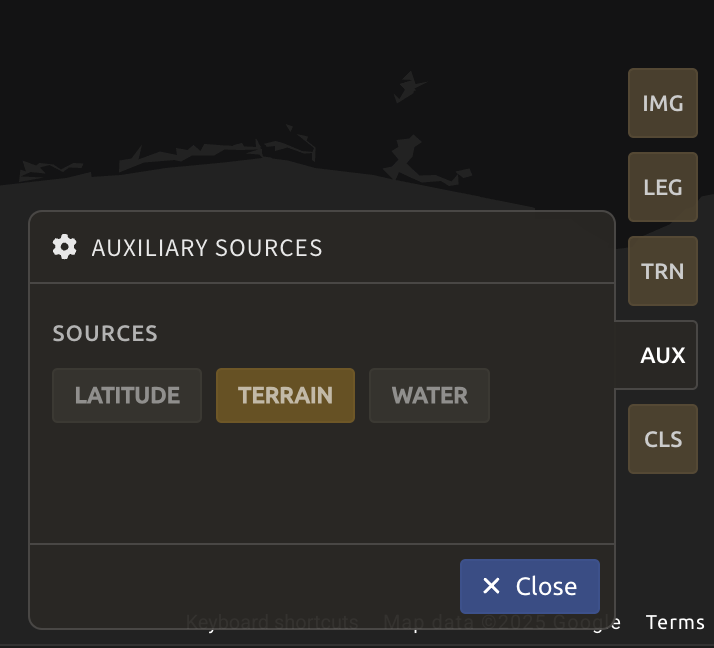 IMG
LEG
TRN
AUX
CLS
AUXILIARY SOURCES
SOURCES
LATITUDE TERRAIN WATER
Close
Keyboard shortcuts Map data ©2025 Google Terms